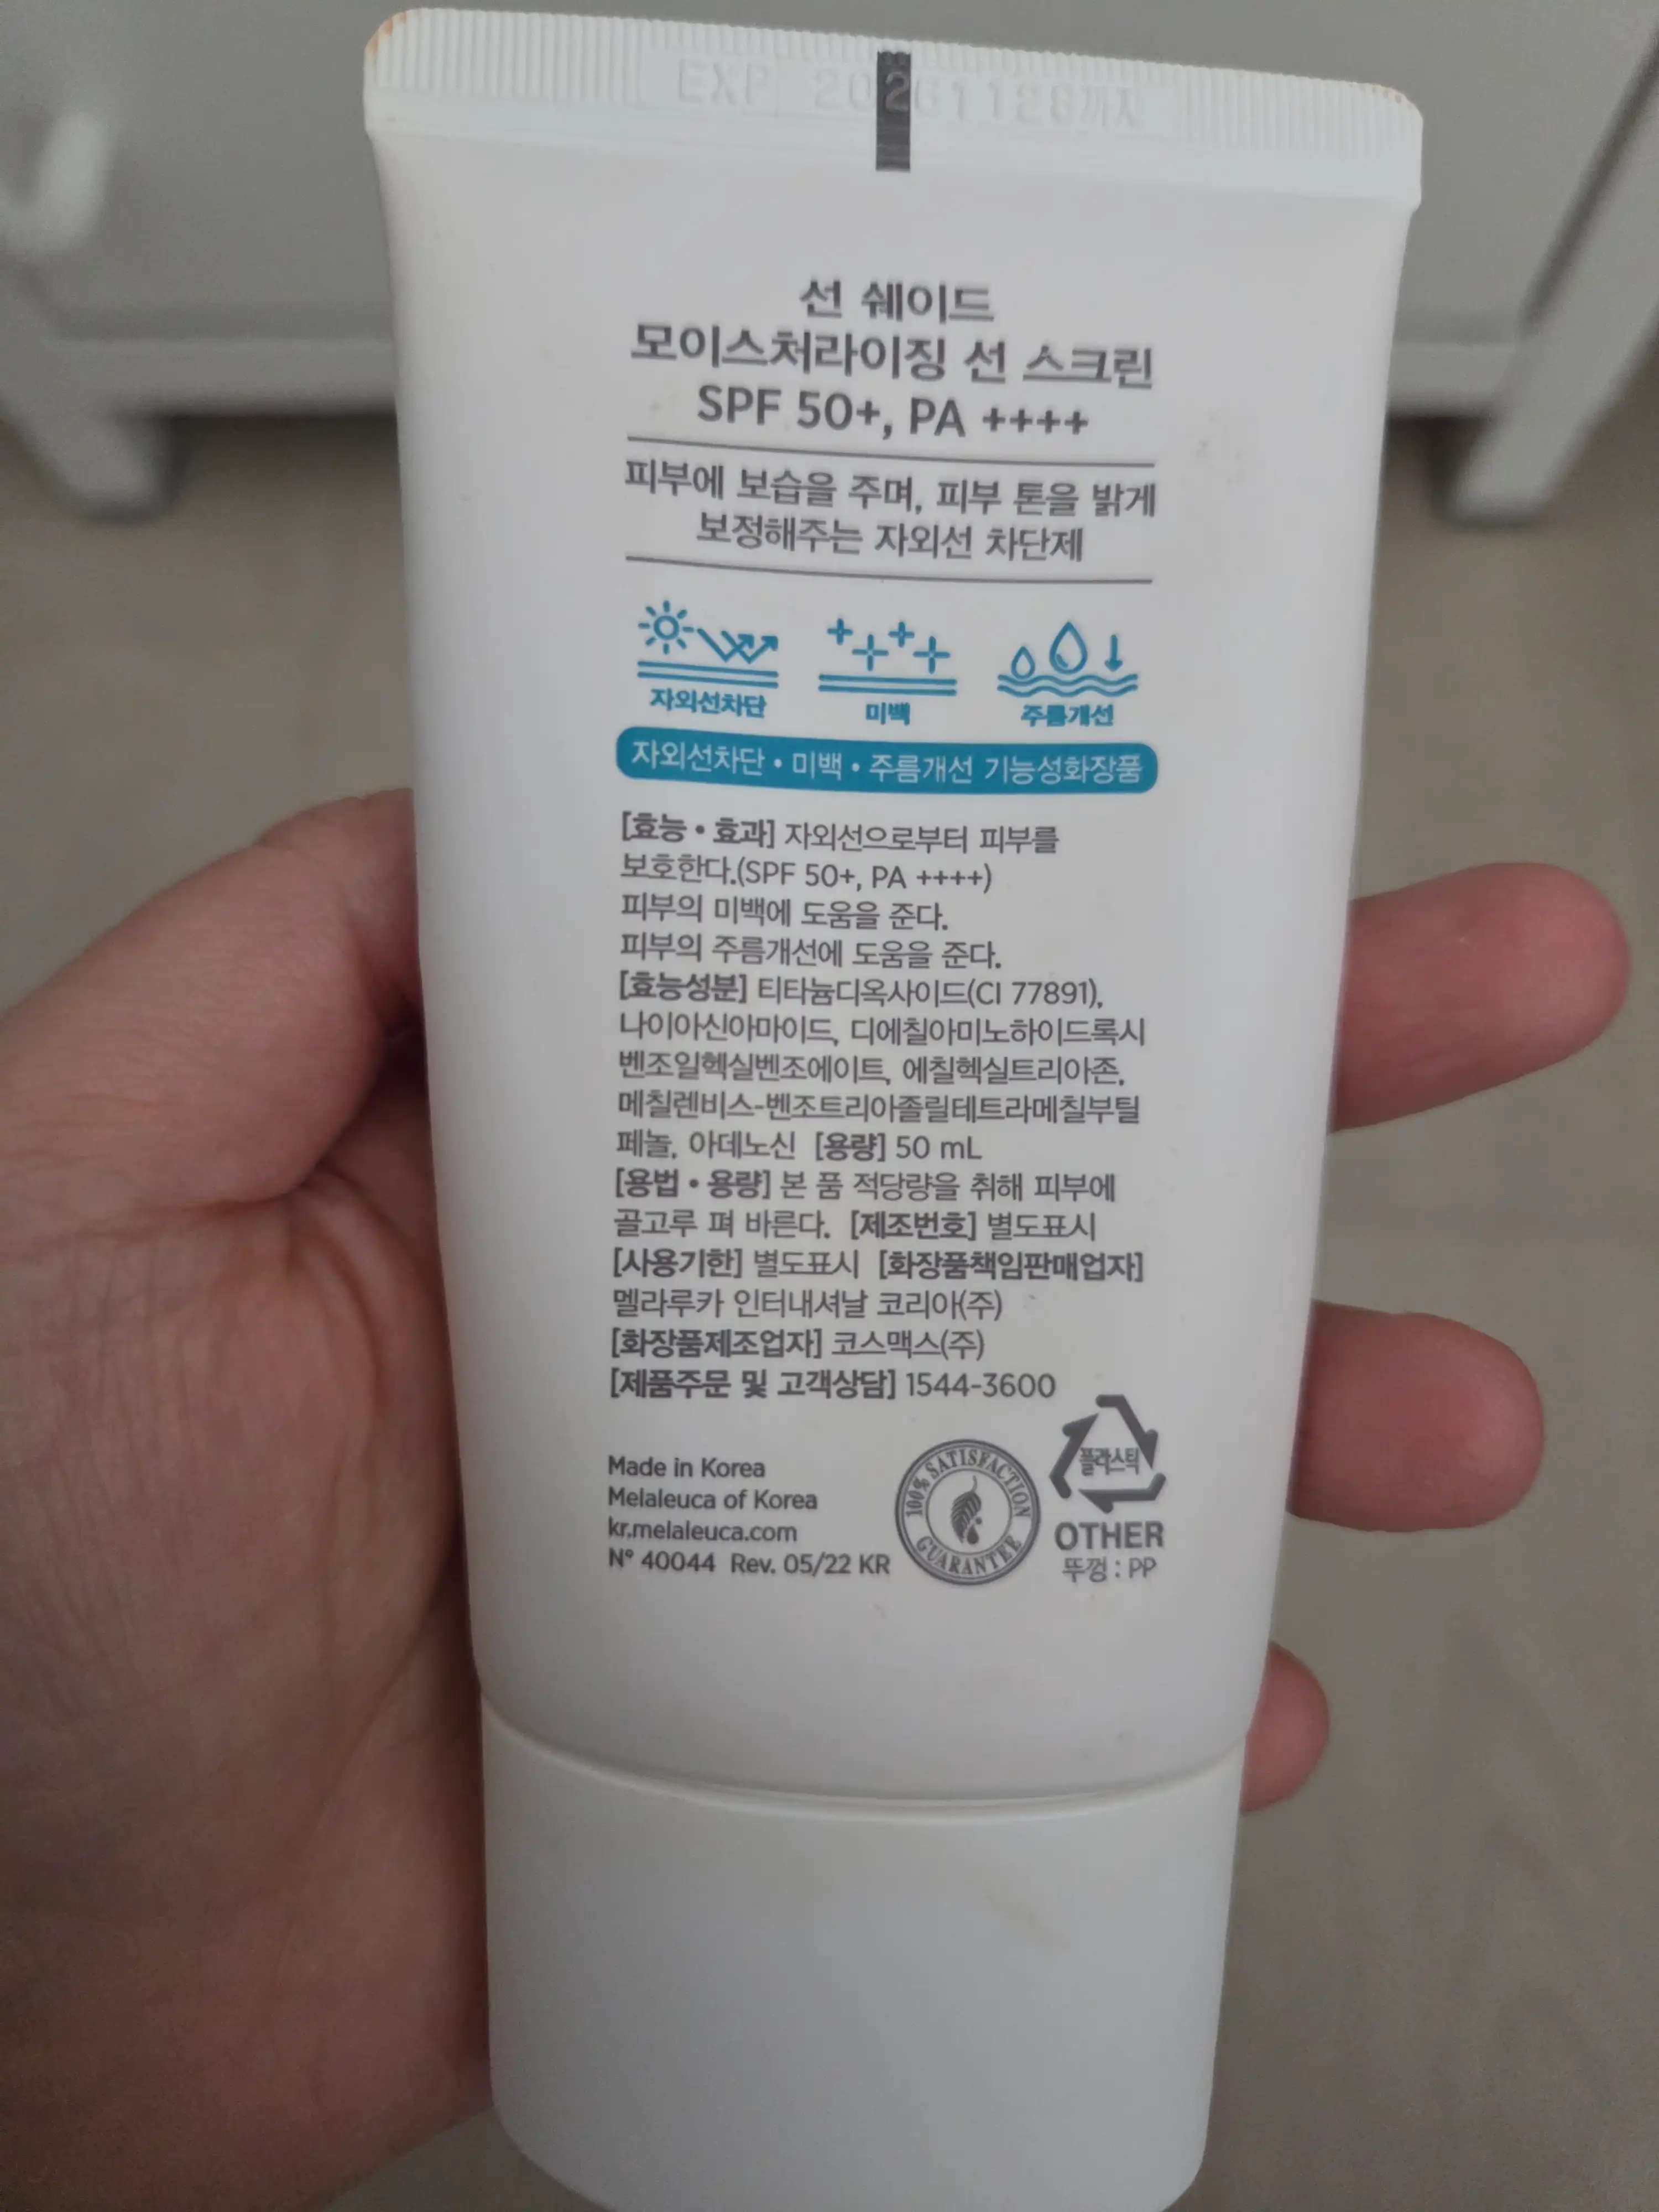 EXP 20261128까지
선 쉐이드
모이스처라이징 선 스크린
SPF 50+, PA ++++
피부에 보습을 주며, 피부 톤을 밝게
보정해주는 자외선 차단제
자외선차단 미백 주름개선
자외선차단 • 미백 • 주름개선 기능성화장품
[효능 • 효과] 자외선으로부터 피부를
보호한다.(SPF 50+, PA ++++)
피부의 미백에 도움을 준다.
피부의 주름개선에 도움을 준다.
[효능성분] 티타늄디옥사이드(CI 77891),
나이아신아마이드, 디에칠아미노하이드록시
벤조일헥실벤조에이트, 에칠헥실트리아존,
메칠렌비스-벤조트리아졸릴테트라메칠부틸
페놀, 아데노신 [용량] 50 mL
[용법 • 용량] 본 품 적당량을 취해 피부에
골고루 펴 바른다. [제조번호] 별도표시
[사용기한] 별도표시 [화장품책임판매업자]
멜라루카 인터내셔날 코리아(주)
[화장품제조업자] 코스맥스(주)
[제품주문 및 고객상담] 1544-3600
Made in Korea
Melaleuca of Korea
kr.melaleuca.com
N° 40044 Rev. 05/22 KR
100% SATISFACTION
GUARANTEE
플라스틱
OTHER
뚜껑 : PP